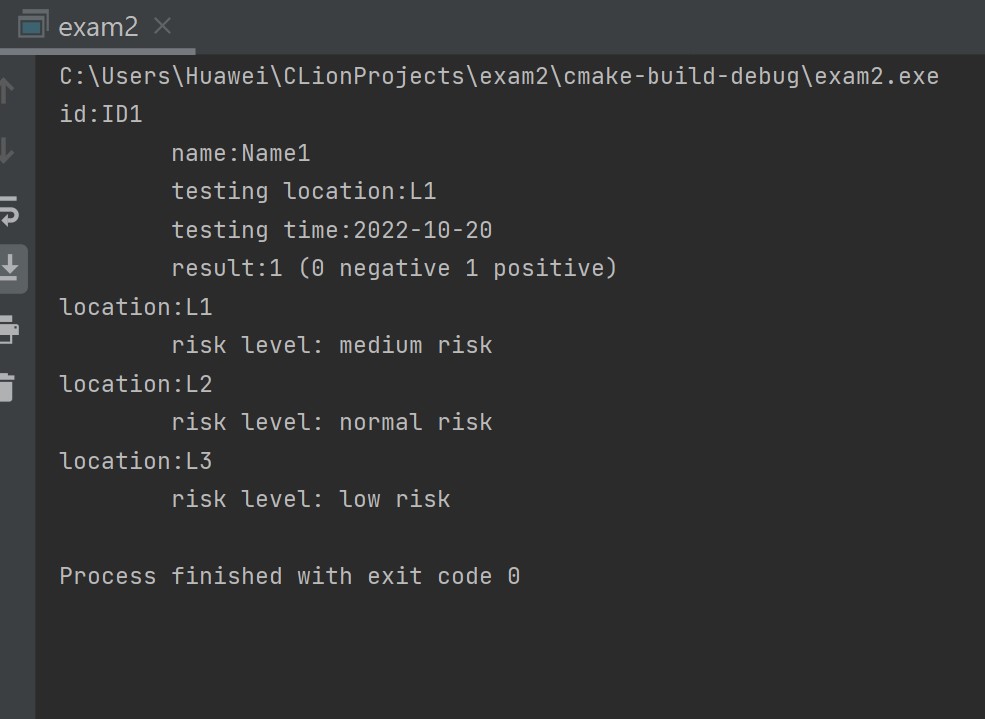 exam2
C:\Users\Huawei\CLionProjects\exam2\cmake-build-debug\exam2.exe
id:ID1
name:Name1
testing location:L1
testing time:2022-10-20
result:1 (0 negative 1 positive)
location:L1
risk level: medium risk
location:L2
risk level: normal risk
location:L3
risk level: low risk
Process finished with exit code 0